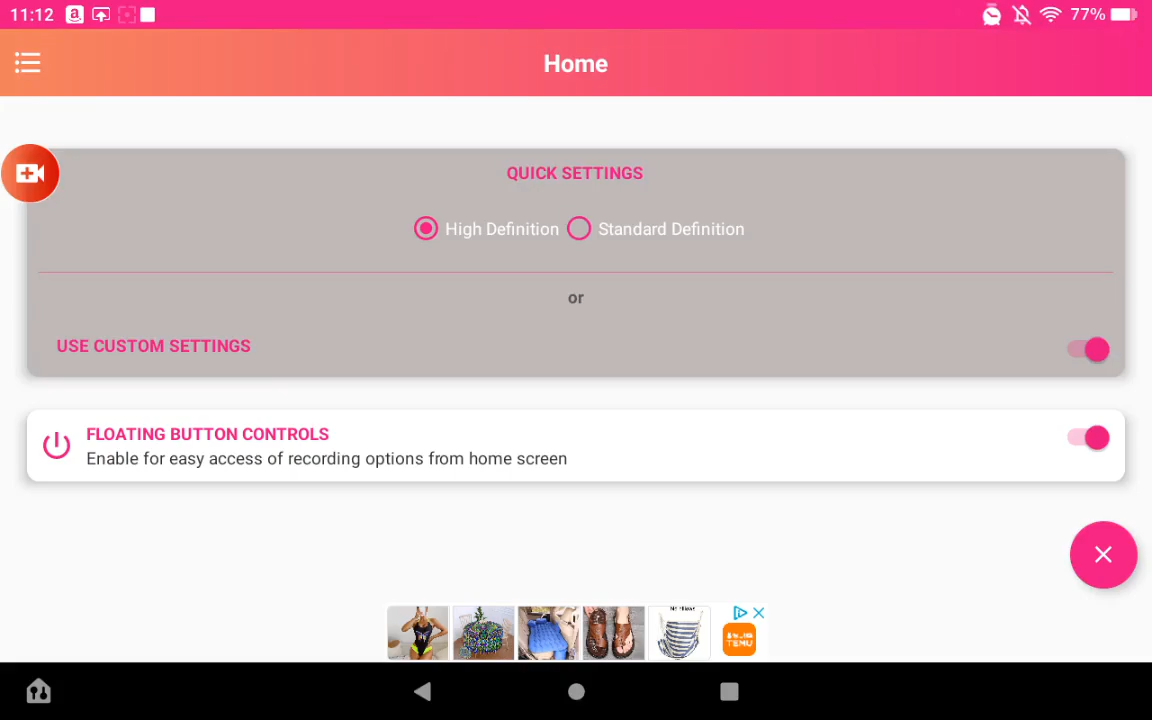 11:12
77%
Home
QUICK SETTINGS
High Definition
Standard Definition
or
USE CUSTOM SETTINGS
FLOATING BUTTON CONTROLS
Enable for easy access of recording options from home screen
TEMU